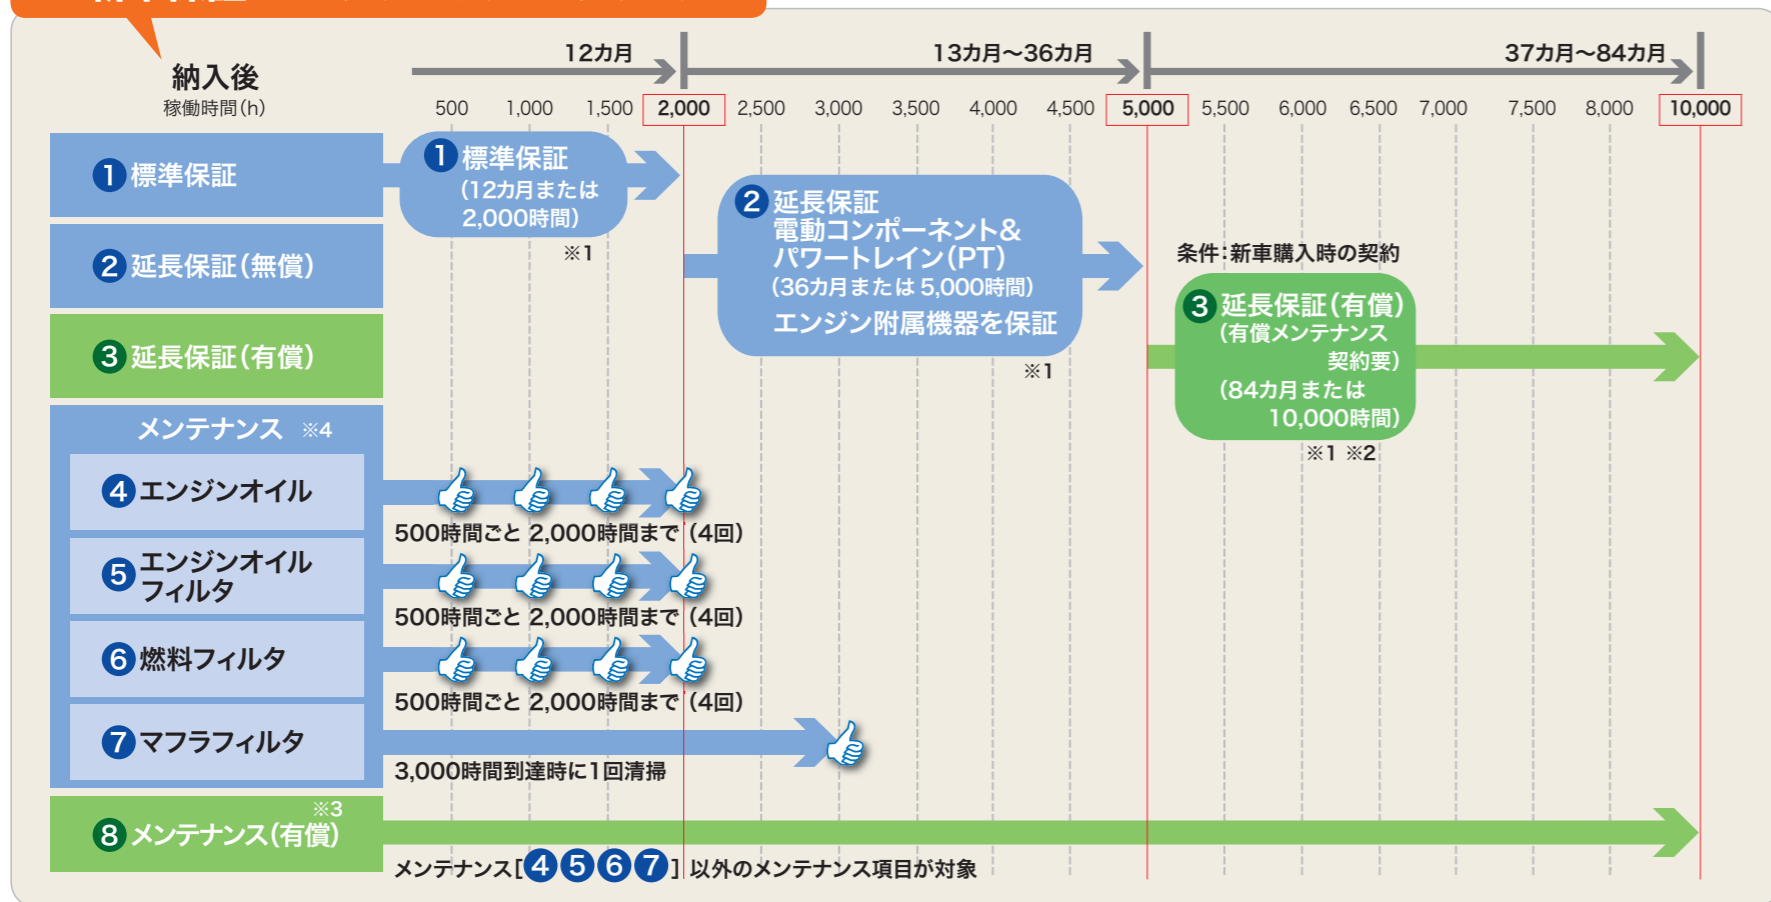 納入後
稼働時間(h)
12カ月
13カ月〜36カ月
37カ月〜84カ月
500 1,000 1,500 2,000 2,500 3,000 3,500 4,000 4,500 5,000 5,500 6,000 6,500 7,000 7,500 8,000 10,000
1 標準保証
1 標準保証
(12カ月または
2,000時間)
※1
2 延長保証(無償)
2 延長保証
電動コンポーネント&
パワートレイン(PT)
(36カ月または 5,000時間)
エンジン附属機器を保証
※1
3 延長保証(有償)
条件:新車購入時の契約
3 延長保証(有償)
(有償メンテナンス
契約要)
(84カ月または
10,000時間)
※1 ※2
メンテナンス ※4
4 エンジンオイル
500時間ごと 2,000時間まで (4回)
5 エンジンオイル
フィルタ
500時間ごと 2,000時間まで (4回)
6 燃料フィルタ
500時間ごと 2,000時間まで (4回)
7 マフラフィルタ
3,000時間到達時に1回清掃
※3
8 メンテナンス(有償)
メンテナンス[4 5 6 7] 以外のメンテナンス項目が対象